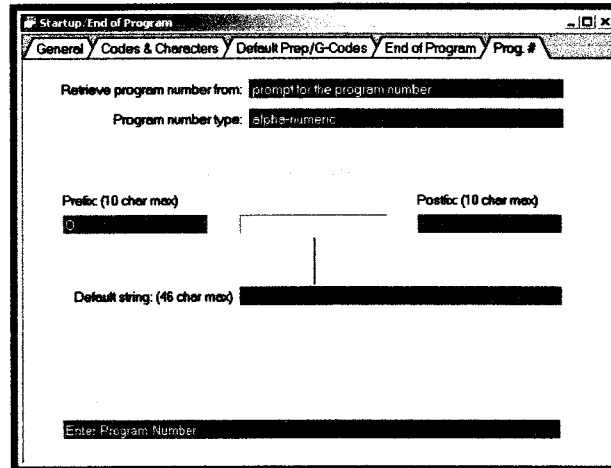 Startup/End of Program
General Codes & Characters Default Prep/G-Codes End of Program Prog. #
Retrieve program number from: prompt for the program number
Program number type: alpha-numeric
Prefix: (10 char max) Postfix: (10 char max)
O
Default string: (46 char max)
Enter Program Number